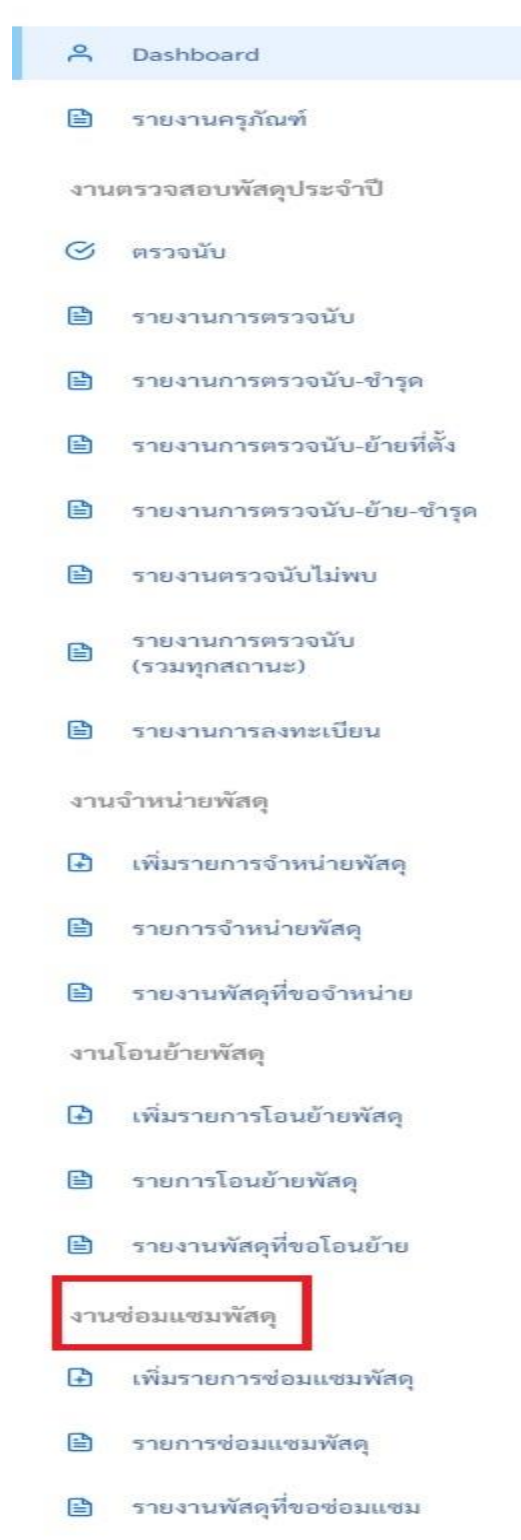 Dashboard
รายงานครุภัณฑ์
งานตรวจสอบพัสดุประจำปี
ตรวจนับ
รายงานการตรวจนับ
รายงานการตรวจนับ-ชำรุด
รายงานการตรวจนับ-ย้ายที่ตั้ง
รายงานการตรวจนับ-ย้าย-ชำรุด
รายงานตรวจนับไม่พบ
รายงานการตรวจนับ
(รวมทุกสถานะ)
รายงานการลงทะเบียน
งานจำหน่ายพัสดุ
เพิ่มรายการจำหน่ายพัสดุ
รายการจำหน่ายพัสดุ
รายงานพัสดุที่ขอจำหน่าย
งานโอนย้ายพัสดุ
เพิ่มรายการโอนย้ายพัสดุ
รายการโอนย้ายพัสดุ
รายงานพัสดุที่ขอโอนย้าย
งานซ่อมแซมพัสดุ
เพิ่มรายการซ่อมแซมพัสดุ
รายการซ่อมแซมพัสดุ
รายงานพัสดุที่ขอซ่อมแซม